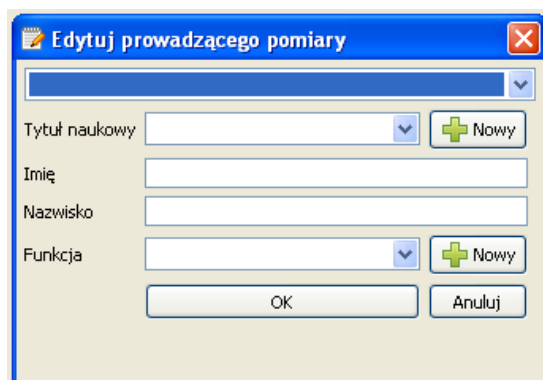 Edytuj prowadzącego pomiary
Tytuł naukowy Nowy
Imię
Nazwisko
Funkcja Nowy
OK Anuluj